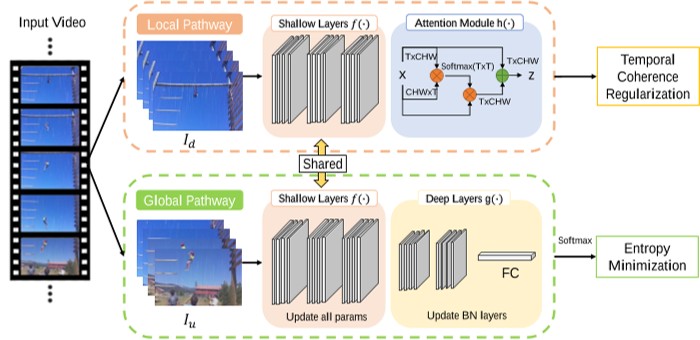 Input Video
Local Pathway
I_d
Shallow Layers f(·)
Attention Module h(·)
TxCHW
X
CHWxT
Softmax(TxT)
TxCHW
TxCHW
Z
Temporal
Coherence
Regularization
Shared
Global Pathway
I_u
Shallow Layers f(·)
Update all params
Deep Layers g(·)
FC
Update BN layers
Softmax
Entropy
Minimization